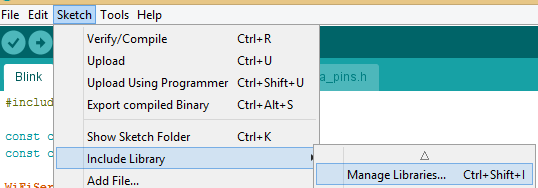 File Edit Sketch Tools Help
Verify/Compile Ctrl+R
Upload Ctrl+U
Upload Using Programmer Ctrl+Shift+U
Export compiled Binary Ctrl+Alt+S
Blink a_pins.h
#includ
const c
const c
Show Sketch Folder Ctrl+K
Include Library
Manage Libraries... Ctrl+Shift+I
Add File...
WiFiSer